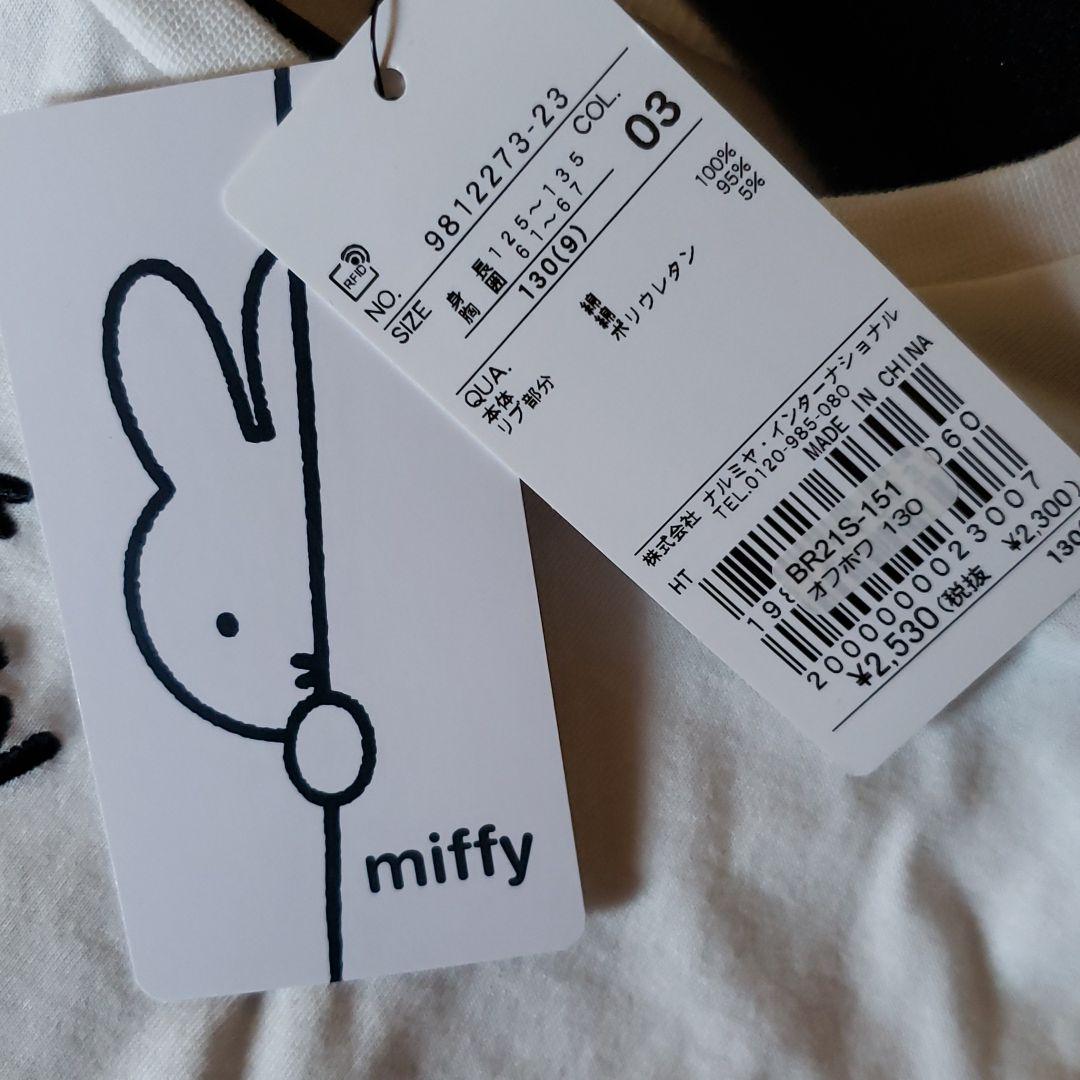 miffy
RFID
NO. 9812273-23 COL. 03
SIZE 身長 125〜135
胸囲 61〜67
130(9)
QUA.
本体 綿 100%
リブ部分 綿 95%
ポリウレタン 5%
株式会社 ナルミヤ・インターナショナル
TEL.0120-985-080
MADE IN CHINA
HT
BR21S-151
オフホワ 130
060
2000000023007
¥2,530(税抜 ¥2,300)
130